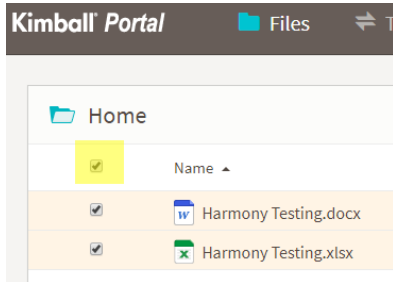 Kimball® Portal Files
Home
Name
Harmony Testing.docx
Harmony Testing.xlsx